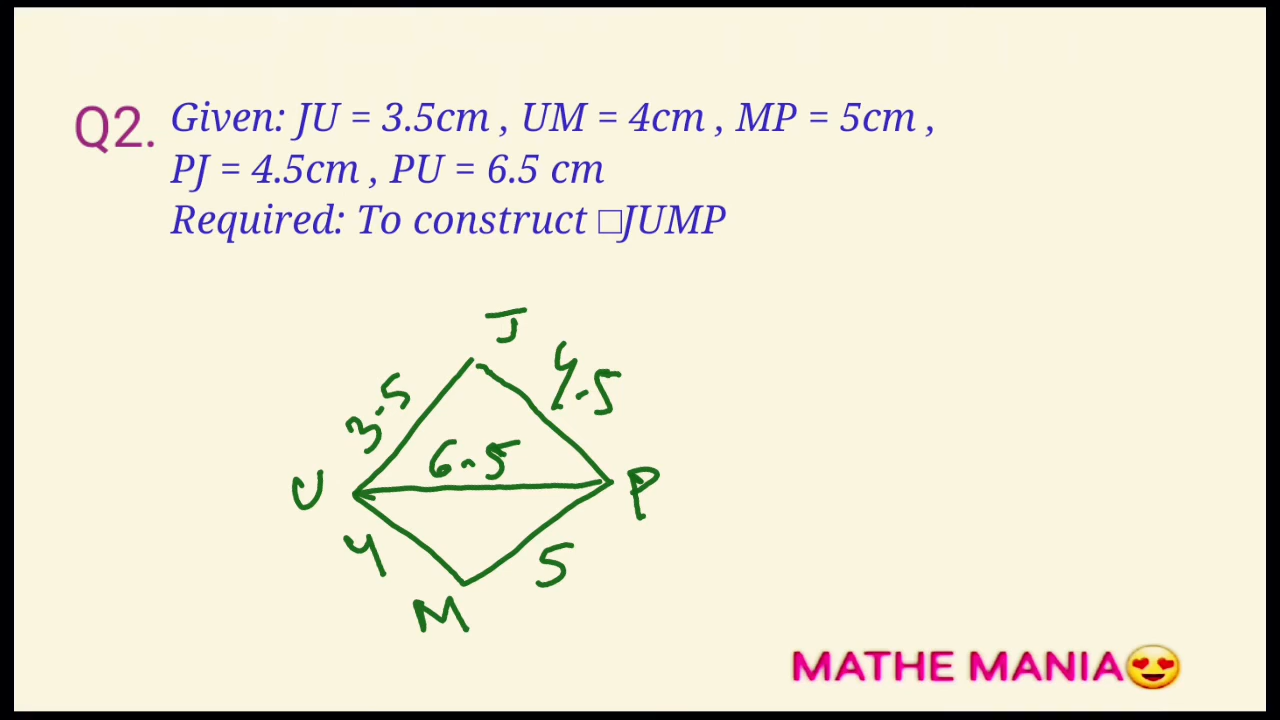 Q2. Given: JU = 3.5cm , UM = 4cm , MP = 5cm ,
PJ = 4.5cm , PU = 6.5 cm
Required: To construct □JUMP
J
3.5
4.5
6.5
U
P
4
5
M
MATHE MANIA😍